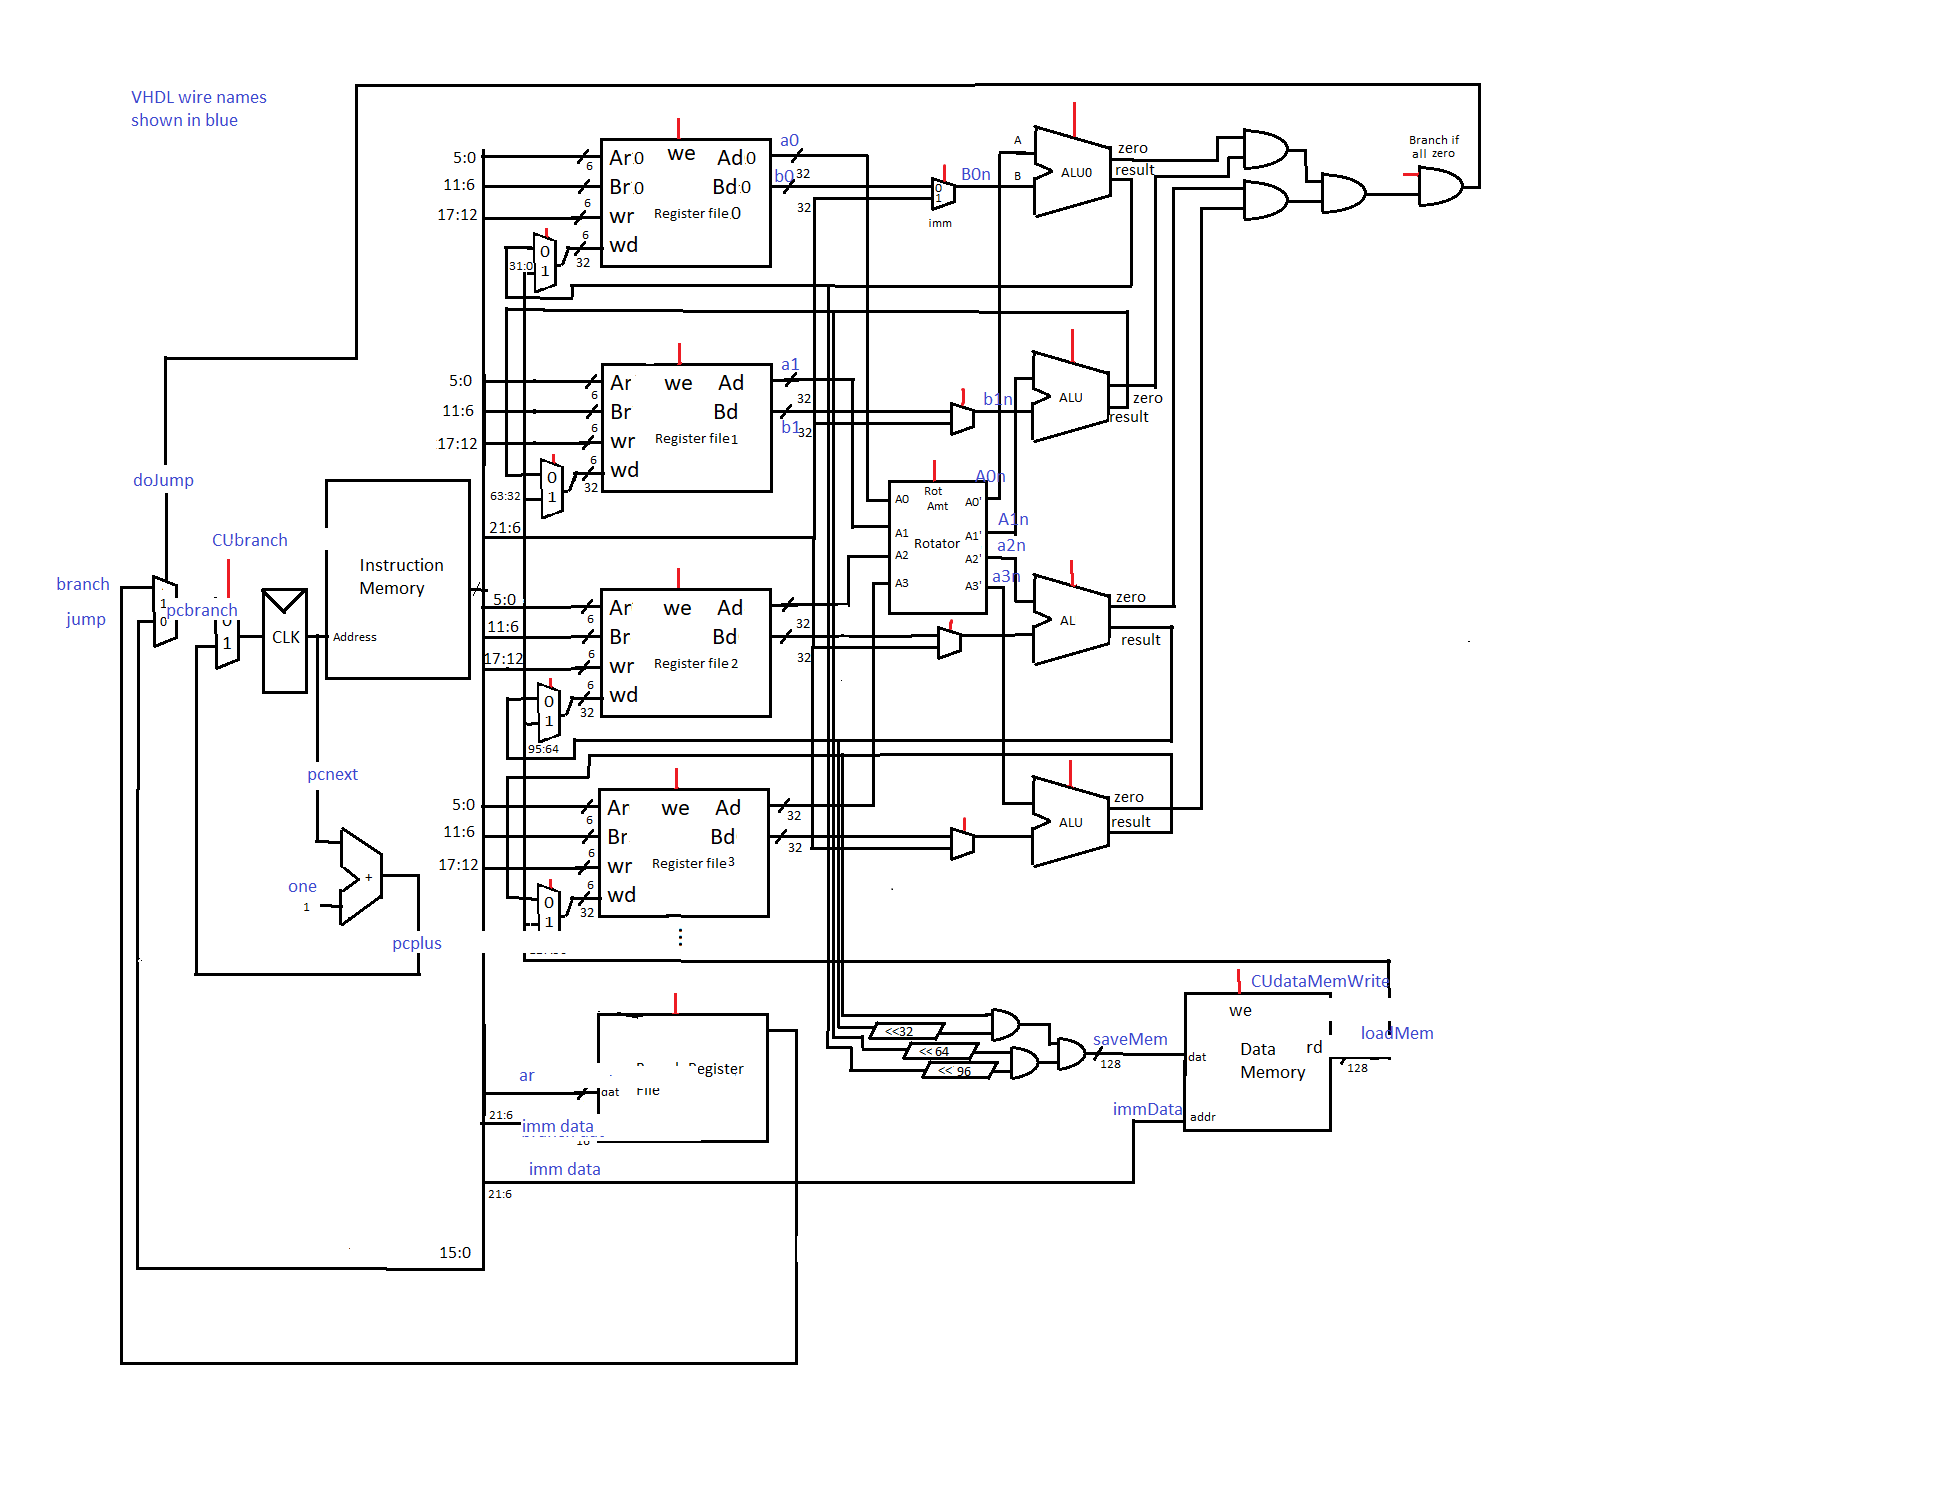 VHDL wire names
shown in blue
5:0
11:6
17:12
6
6
6
32
31:0
0
1
Ar 0
we
Ad 0
Br 0
Bd 0
wr
Register file 0
wd
a0
b0
32
32
0
1
imm
B0n
A
B
ALU0
zero
result
Branch if
all zero
5:0
11:6
17:12
6
6
6
32
63:32
0
1
Ar
we
Ad
Br
Bd
wr
Register file 1
wd
a1
32
b1
32
b1n
ALU
zero
result
21:6
Rot
Amt
A0
A0'
A1
A1'
Rotator
A2
A2'
A3
A3'
A0n
A1n
a2n
a3n
doJump
CUbranch
branch
jump
1
0
pcbranch
1
CLK
Instruction
Memory
Address
5:0
11:6
17:12
6
6
6
32
0
1
95:64
Ar
we
Ad
Br
Bd
wr
Register file 2
wd
32
32
AL
zero
result
pcnext
one
1
+
pcplus
5:0
11:6
17:12
6
6
6
32
0
1
Ar
we
Ad
Br
Bd
wr
Register file 3
wd
32
32
ALU
zero
result
<<32
<< 64
<< 96
saveMem
128
CUdataMemWrite
we
dat
Data
Memory
rd
loadMem
128
immData
addr
ar
dat
Register
File
21:6
imm data
imm data
21:6
15:0